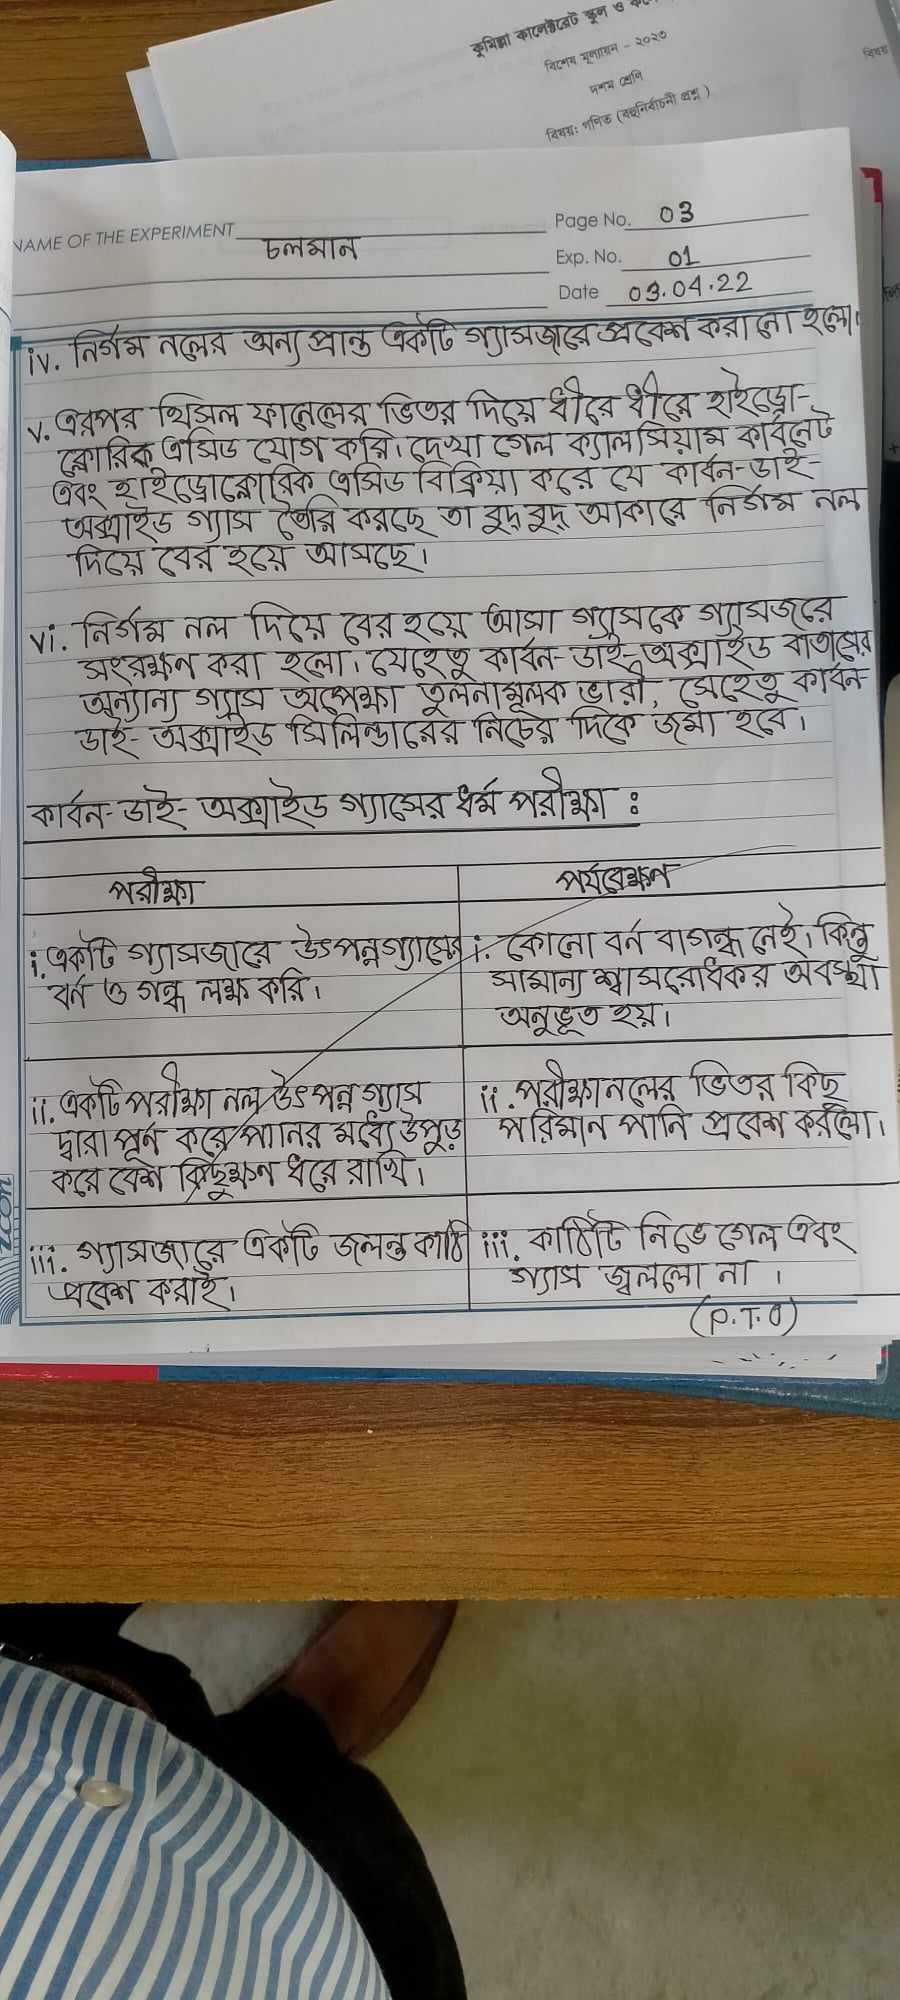 কুমিল্লা কালেক্টরেট স্কুল ও
বিশেষ মূল্যায়ন - ২০২৩
দশম শ্রেণি
বিষয়: গণিত (বহুনির্বাচনী প্রশ্ন)
বিষয়
NAME OF THE EXPERIMENT চলমান
Page No. 03
Exp. No. 01
Date 03.04.22
iv. নির্গম নলের অন্য প্রান্ত একটি গ্যাসজারে প্রবেশ করানো হলো।
v. এরপর থিসল ফানেলের ভিতর দিয়ে ধীরে ধীরে হাইড্রো-
ক্লোরিক এসিড যোগ করি। দেখা গেল ক্যালসিয়াম কার্বনেট
এবং হাইড্রোক্লোরিক এসিড বিক্রিয়া করে যে কার্বন-ডাই-
অক্সাইড গ্যাস তৈরি করছে তা বুদ্বুদ্ আকারে নির্গম নল
দিয়ে বের হয়ে আসছে।
vi. নির্গম নল দিয়ে বের হয়ে আসা গ্যাসকে গ্যাসজরে
সংরক্ষন করা হলো। যেহেতু কার্বন-ডাই-অক্সাইড বাতাসের
অন্যান্য গ্যাস অপেক্ষা তুলনামূলক ভারী, সেহেতু কার্বন-
ডাই-অক্সাইড সিলিন্ডারের নিচের দিকে জমা হবে।
কার্বন-ডাই-অক্সাইড গ্যাসের ধর্ম পরীক্ষা :
পরীক্ষা
পর্যবেক্ষন
i. একটি গ্যাসজারে উৎপন্নগ্যাসের
বর্ন ও গন্ধ লক্ষ করি।
i. কোনো বর্ন বাগন্ধ নেই। কিন্তু
সামান্য শ্বাসরোধকর অবস্থা
অনুভূত হয়।
ii. একটি পরীক্ষা নল উৎপন্ন গ্যাস
দ্বারা পূর্ন করে পানির মধ্যে উপুড়
করে বেশ কিছুক্ষণ ধরে রাখি।
ii. পরীক্ষানলের ভিতর কিছু
পরিমান পানি প্রবেশ করলো।
iii. গ্যাসজারে একটি জলন্ত কাঠি
প্রবেশ করাই।
iii. কাঠিটি নিভে গেল এবং
গ্যাস জ্বললো না।
(P.T.O)